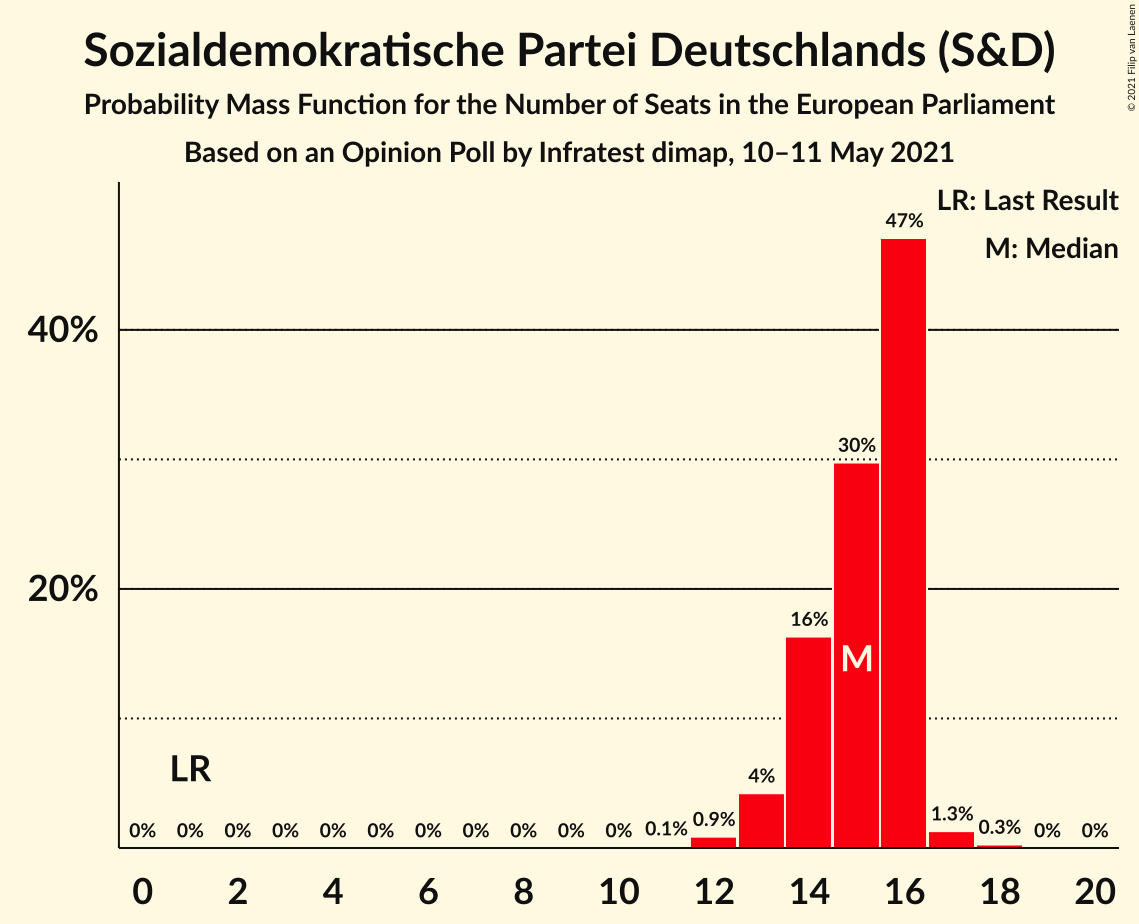 Sozialdemokratische Partei Deutschlands (S&D)
Probability Mass Function for the Number of Seats in the European Parliament
Based on an Opinion Poll by Infratest dimap, 10–11 May 2021
© 2021 Filip van Laenen
LR: Last Result
M: Median
47%
40%
30%
20%
16%
M
LR
4%
0% 0% 0% 0% 0% 0% 0% 0% 0% 0% 0% 0.1% 0.9% 1.3% 0.3% 0% 0%
0 2 4 6 8 10 12 14 16 18 20